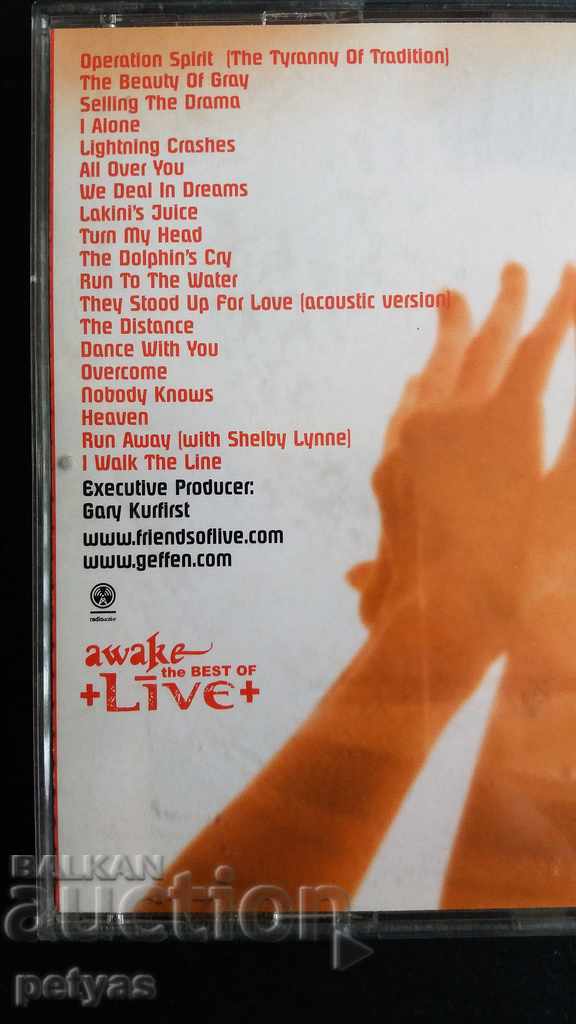 Operation Spirit (The Tyranny Of Tradition)
The Beauty Of Gray
Selling The Drama
I Alone
Lightning Crashes
All Over You
We Deal In Dreams
Lakini's Juice
Turn My Head
The Dolphin's Cry
Run To The Water
They Stood Up For Love (acoustic version)
The Distance
Dance With You
Overcome
Nobody Knows
Heaven
Run Away (with Shelby Lynne)
I Walk The Line
Executive Producer:
Gary Kurfirst
www.friendsoflive.com
www.geffen.com
radioactive
awake
the BEST OF
+LĪVE+
BALKAN
auction
petyas